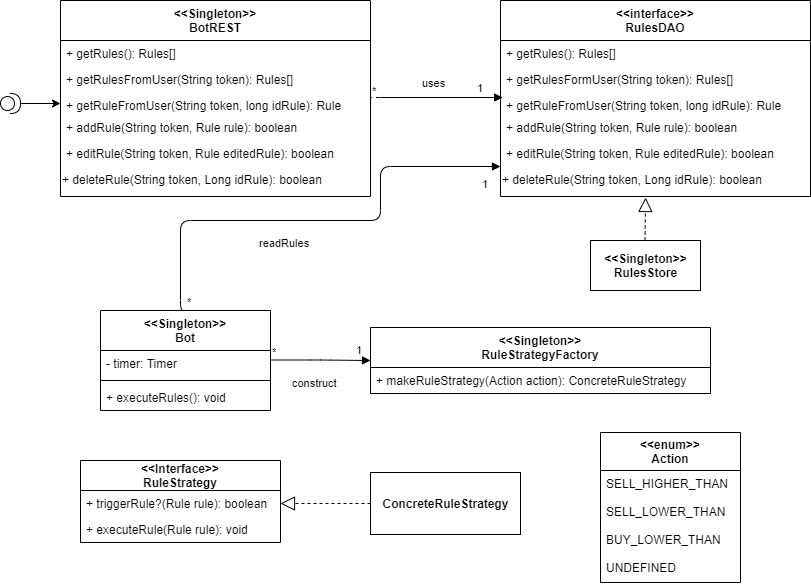 <<Singleton>>
BotREST
+ getRules(): Rules[]
+ getRulesFromUser(String token): Rules[]
+ getRuleFromUser(String token, long idRule): Rule
+ addRule(String token, Rule rule): boolean
+ editRule(String token, Rule editedRule): boolean
+ deleteRule(String token, Long idRule): boolean
*
uses
1
<<interface>>
RulesDAO
+ getRules(): Rules[]
+ getRulesFormUser(String token): Rules[]
+ getRuleFromUser(String token, long idRule): Rule
+ addRule(String token, Rule rule): boolean
+ editRule(String token, Rule editedRule): boolean
+ deleteRule(String token, Long idRule): boolean
1
readRules
*
<<Singleton>>
RulesStore
<<Singleton>>
Bot
- timer: Timer
+ executeRules(): void
*
construct
1
<<Singleton>>
RuleStrategyFactory
+ makeRuleStrategy(Action action): ConcreteRuleStrategy
<<Interface>>
RuleStrategy
+ triggerRule?(Rule rule): boolean
+ executeRule(Rule rule): void
ConcreteRuleStrategy
<<enum>>
Action
SELL_HIGHER_THAN
SELL_LOWER_THAN
BUY_LOWER_THAN
UNDEFINED